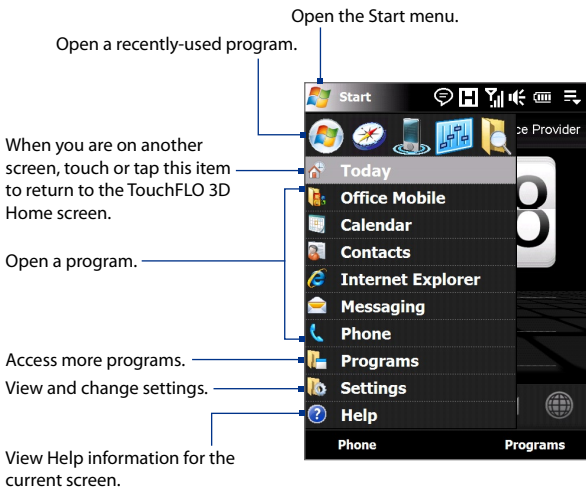 Open the Start menu.
Open a recently-used program.
Start
ce Provider
When you are on another
screen, touch or tap this item
to return to the TouchFLO 3D
Home screen.
Open a program.
Access more programs.
View and change settings.
View Help information for the
current screen.
Today
Office Mobile
Calendar
Contacts
Internet Explorer
Messaging
Phone
Programs
Settings
Help
Phone
Programs